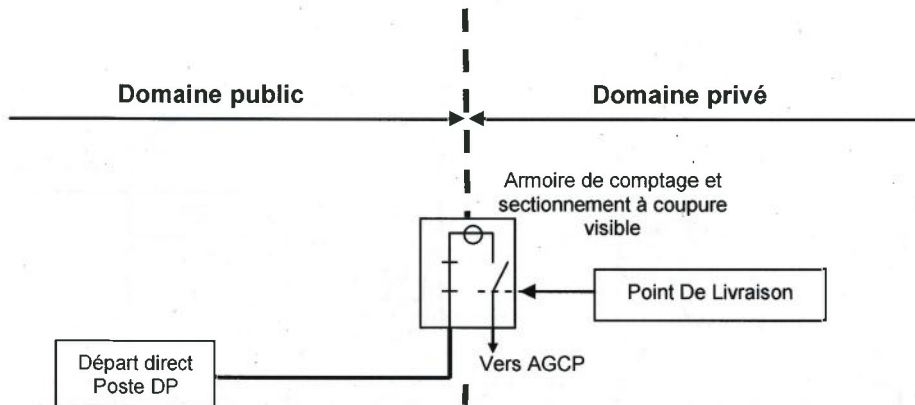 Domaine public
Domaine privé
Armoire de comptage et
sectionnement à coupure
visible
Point De Livraison
Vers AGCP
Départ direct
Poste DP